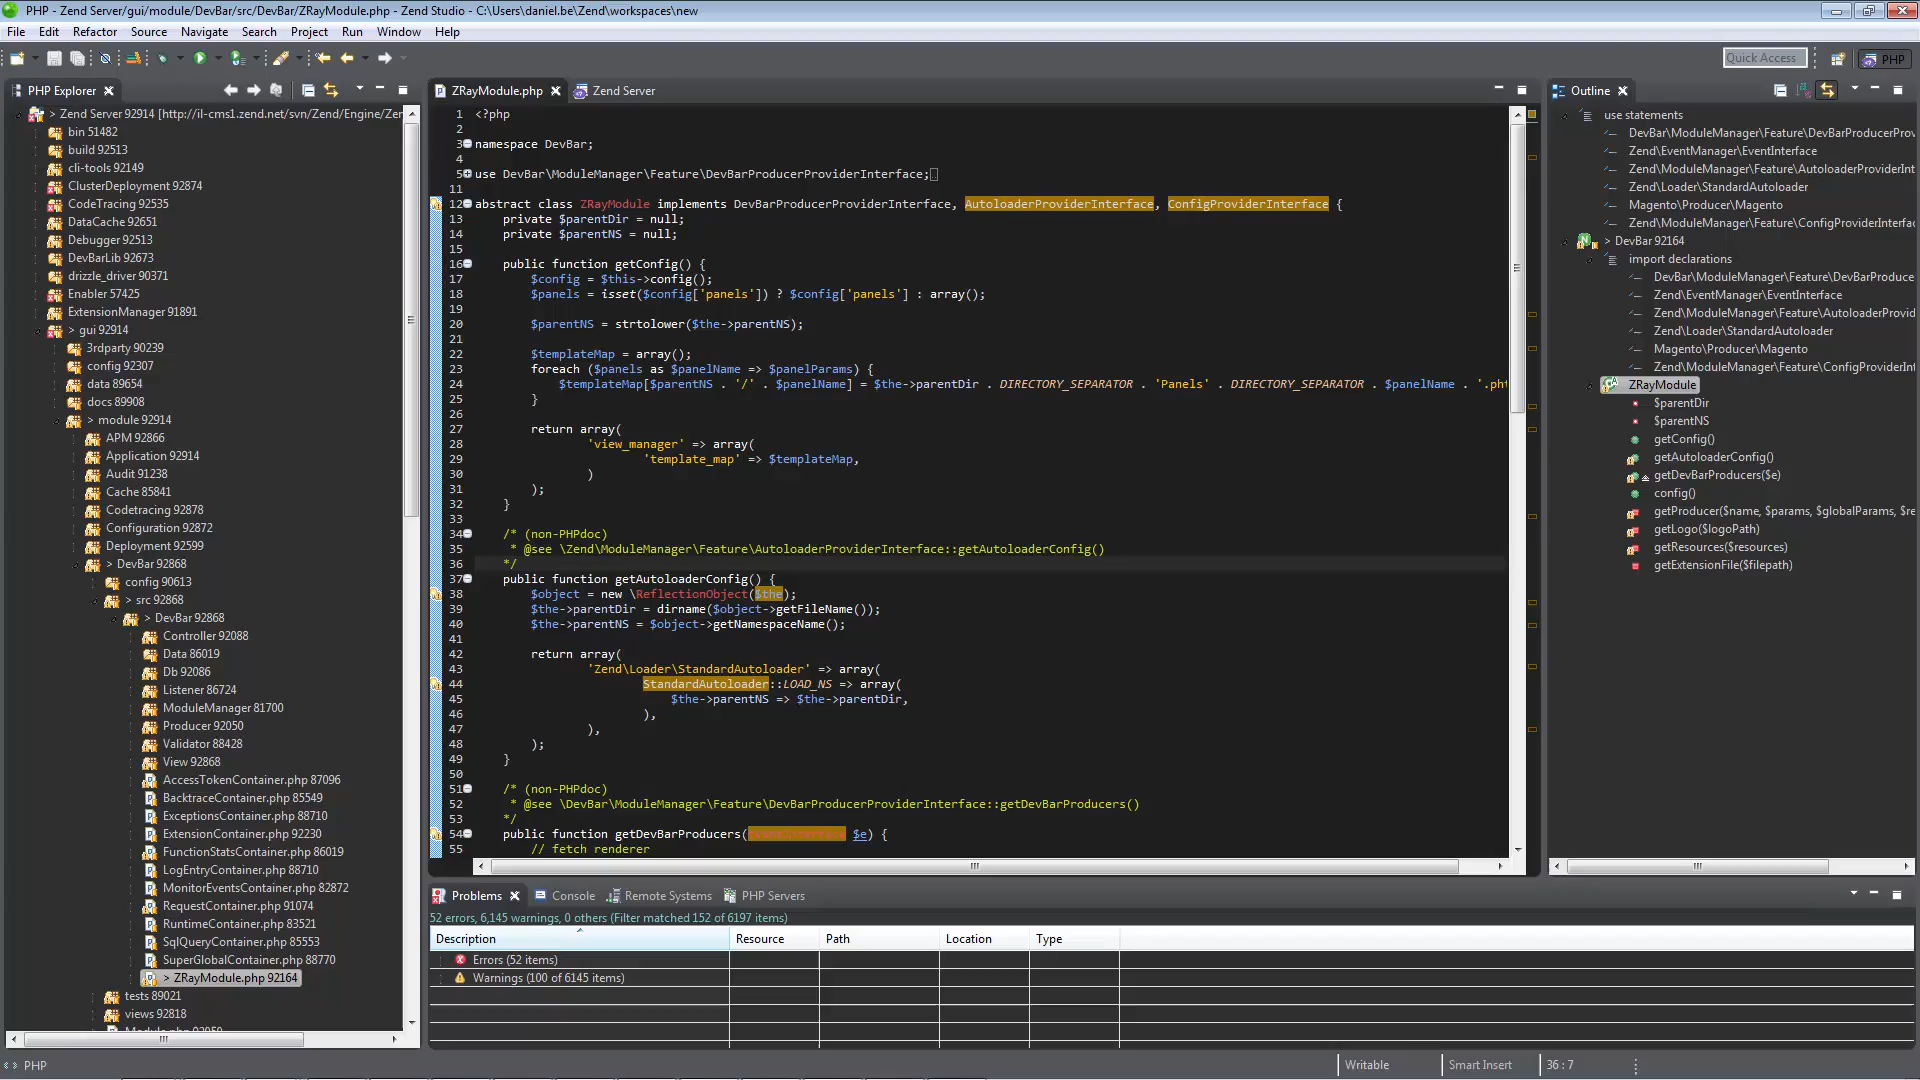 PHP - Zend Server/gui/module/DevBar/src/DevBar/ZRayModule.php - Zend Studio - C:\Users\daniel.be\Zend\workspaces\new
File Edit Refactor Source Navigate Search Project Run Window Help
Quick Access
PHP
PHP Explorer
> Zend Server 92914 [http://il-cms1.zend.net/svn/Zend/Engine/Zer
bin 51482
build 92513
cli-tools 92149
ClusterDeployment 92874
CodeTracing 92535
DataCache 92651
Debugger 92513
DevBarLib 92673
drizzle_driver 90371
Enabler 57425
ExtensionManager 91891
> gui 92914
3rdparty 90239
config 92307
data 89654
docs 89908
> module 92914
APM 92866
Application 92914
Audit 91238
Cache 85841
Codetracing 92878
Configuration 92872
Deployment 92599
> DevBar 92868
config 90613
> src 92868
> DevBar 92868
Controller 92088
Data 86019
Db 92086
Listener 86724
ModuleManager 81700
Producer 92050
Validator 88428
View 92868
AccessTokenContainer.php 87096
BacktraceContainer.php 85549
ExceptionsContainer.php 88710
ExtensionContainer.php 92230
FunctionStatsContainer.php 86019
LogEntryContainer.php 88710
MonitorEventsContainer.php 82872
RequestContainer.php 91074
RuntimeContainer.php 83521
SqlQueryContainer.php 85553
SuperGlobalContainer.php 88770
> ZRayModule.php 92164
tests 89021
views 92818
ZRayModule.php
Zend Server
1 <?php
2
3 namespace DevBar;
4
5 use DevBar\ModuleManager\Feature\DevBarProducerProviderInterface;
11
12 abstract class ZRayModule implements DevBarProducerProviderInterface, AutoloaderProviderInterface, ConfigProviderInterface {
13 private $parentDir = null;
14 private $parentNS = null;
15
16 public function getConfig() {
17 $config = $this->config();
18 $panels = isset($config['panels']) ? $config['panels'] : array();
19
20 $parentNS = strtolower($the->parentNS);
21
22 $templateMap = array();
23 foreach ($panels as $panelName => $panelParams) {
24 $templateMap[$parentNS . '/' . $panelName] = $the->parentDir . DIRECTORY_SEPARATOR . 'Panels' . DIRECTORY_SEPARATOR . $panelName . '.pht
25 }
26
27 return array(
28 'view_manager' => array(
29 'template_map' => $templateMap,
30 )
31 );
32 }
33
34 /* (non-PHPdoc)
35 * @see \Zend\ModuleManager\Feature\AutoloaderProviderInterface::getAutoloaderConfig()
36 */
37 public function getAutoloaderConfig() {
38 $object = new \ReflectionObject($the);
39 $the->parentDir = dirname($object->getFileName());
40 $the->parentNS = $object->getNamespaceName();
41
42 return array(
43 'Zend\Loader\StandardAutoloader' => array(
44 StandardAutoloader::LOAD_NS => array(
45 $the->parentNS => $the->parentDir,
46 ),
47 ),
48 );
49 }
50
51 /* (non-PHPdoc)
52 * @see \DevBar\ModuleManager\Feature\DevBarProducerProviderInterface::getDevBarProducers()
53 */
54 public function getDevBarProducers( $e) {
55 // fetch renderer
Outline
use statements
DevBar\ModuleManager\Feature\DevBarProducerProv
Zend\EventManager\EventInterface
Zend\ModuleManager\Feature\AutoloaderProviderInt
Zend\Loader\StandardAutoloader
Magento\Producer\Magento
Zend\ModuleManager\Feature\ConfigProviderInterfac
> DevBar 92164
import declarations
DevBar\ModuleManager\Feature\DevBarProduce
Zend\EventManager\EventInterface
Zend\ModuleManager\Feature\AutoloaderProvid
Zend\Loader\StandardAutoloader
Magento\Producer\Magento
Zend\ModuleManager\Feature\ConfigProviderInt
ZRayModule
$parentDir
$parentNS
getConfig()
getAutoloaderConfig()
getDevBarProducers($e)
config()
getProducer($name, $params, $globalParams, $re
getLogo($logoPath)
getResources($resources)
getExtensionFile($filepath)
Problems Console Remote Systems PHP Servers
52 errors, 6,145 warnings, 0 others (Filter matched 152 of 6197 items)
Description Resource Path Location Type
Errors (52 items)
Warnings (100 of 6145 items)
PHP
Writable
Smart Insert
36 : 7